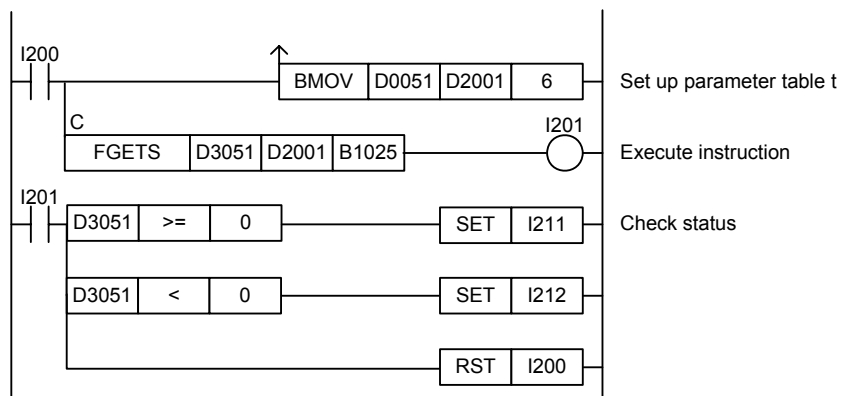 I200
BMOV D0051 D2001 6 Set up parameter table t
C I201
FGETS D3051 D2001 B1025 Execute instruction
I201
D3051 >= 0 SET I211 Check status
D3051 < 0 SET I212
RST I200